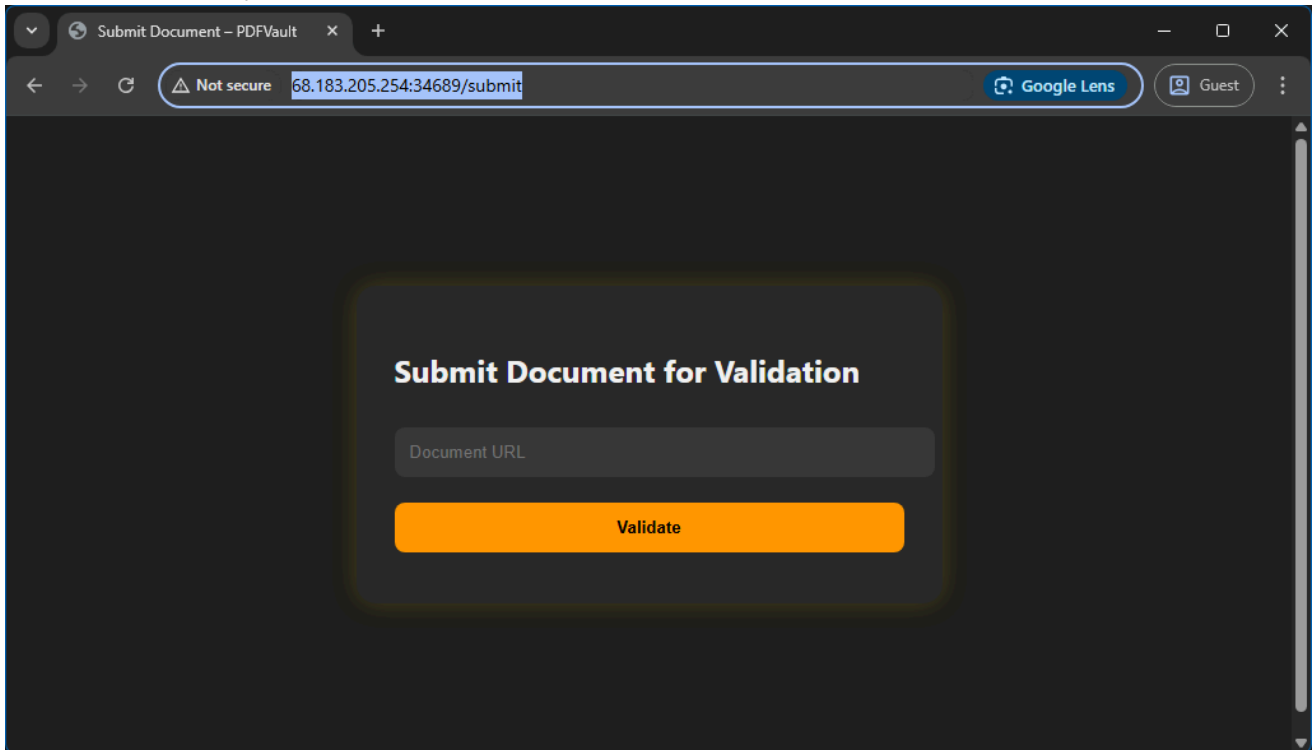 Submit Document – PDFVault
Not secure 68.183.205.254:34689/submit Google Lens Guest
Submit Document for Validation
Document URL
Validate